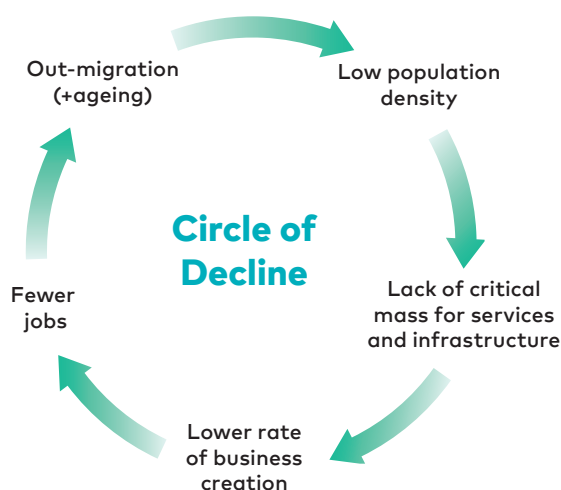 Out-migration
(+ageing)
Low population
density
Circle of
Decline
Lack of critical
mass for services
and infrastructure
Lower rate
of business
creation
Fewer
jobs